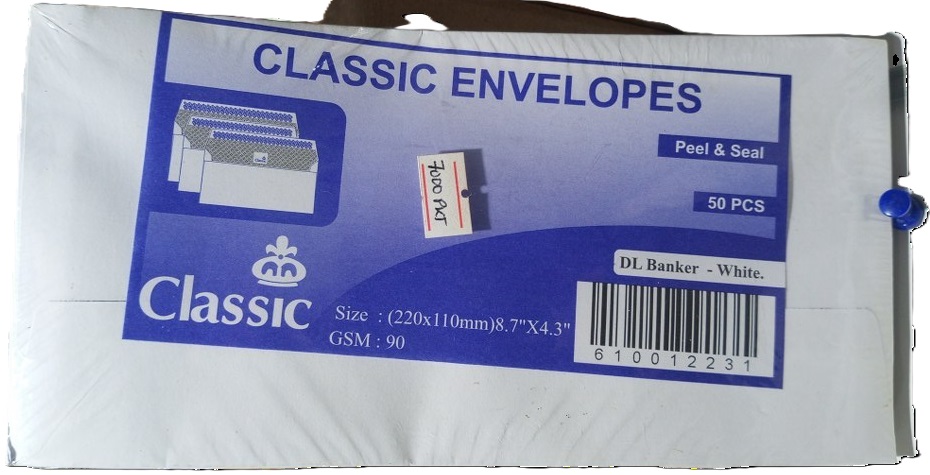 CLASSIC ENVELOPES
Peel & Seal
7000 PKT
50 PCS
DL Banker - White.
Classic
Size : (220x110mm)8.7"X4.3"
GSM : 90
610012231